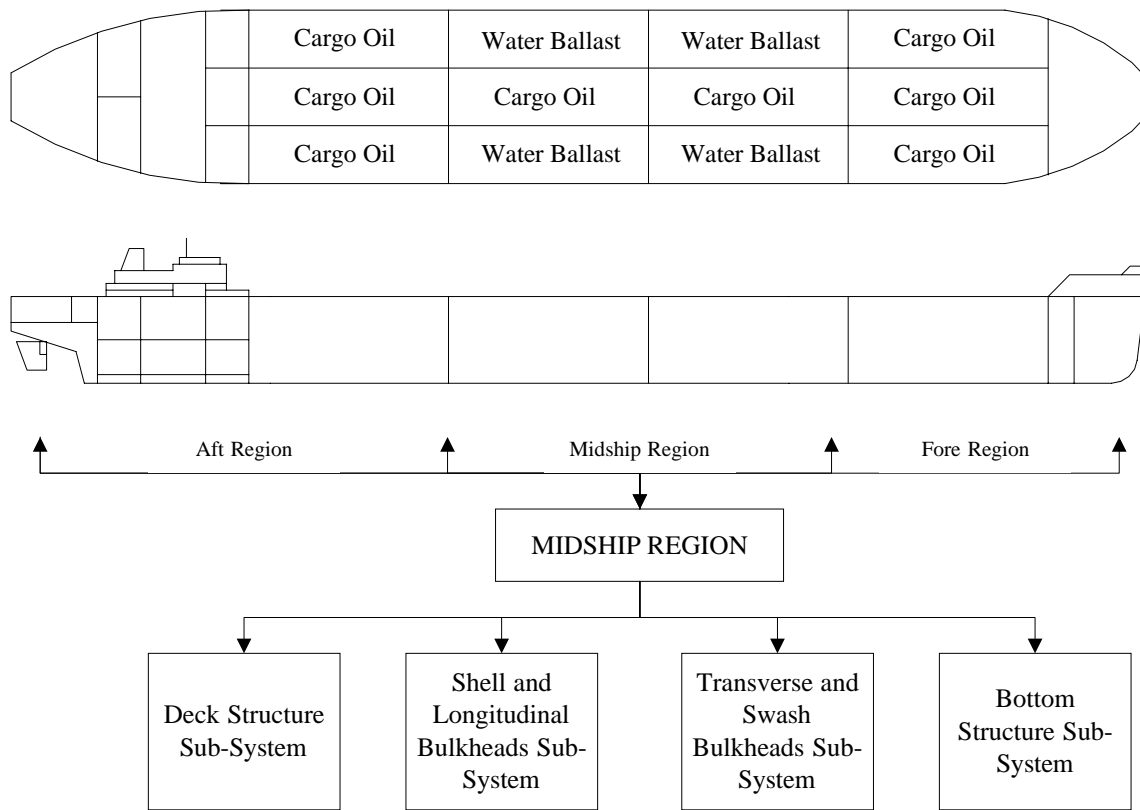 Cargo Oil Water Ballast Water Ballast Cargo Oil
Cargo Oil Cargo Oil Cargo Oil Cargo Oil
Cargo Oil Water Ballast Water Ballast Cargo Oil
Aft Region Midship Region Fore Region
MIDSHIP REGION
Deck Structure
Sub-System
Shell and
Longitudinal
Bulkheads Sub-
System
Transverse and
Swash
Bulkheads Sub-
System
Bottom
Structure Sub-
System